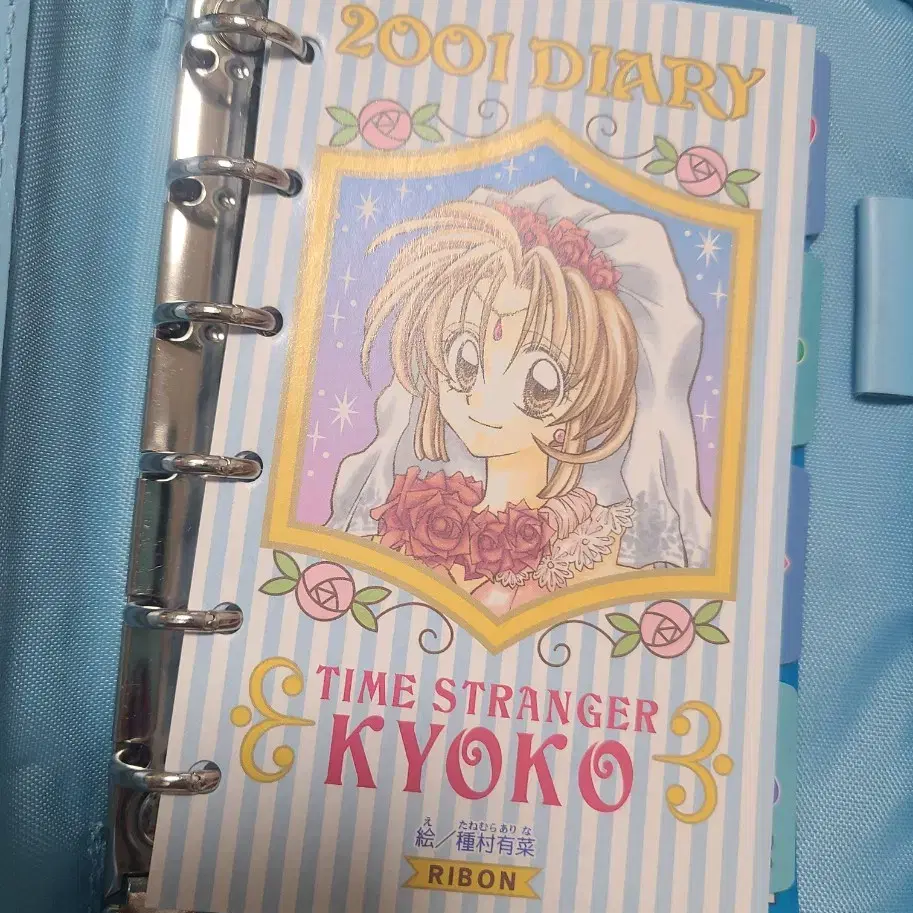 2001 DIARY
TIME STRANGER
KYOKO
え たねむらありな
絵/種村有菜
RIBON